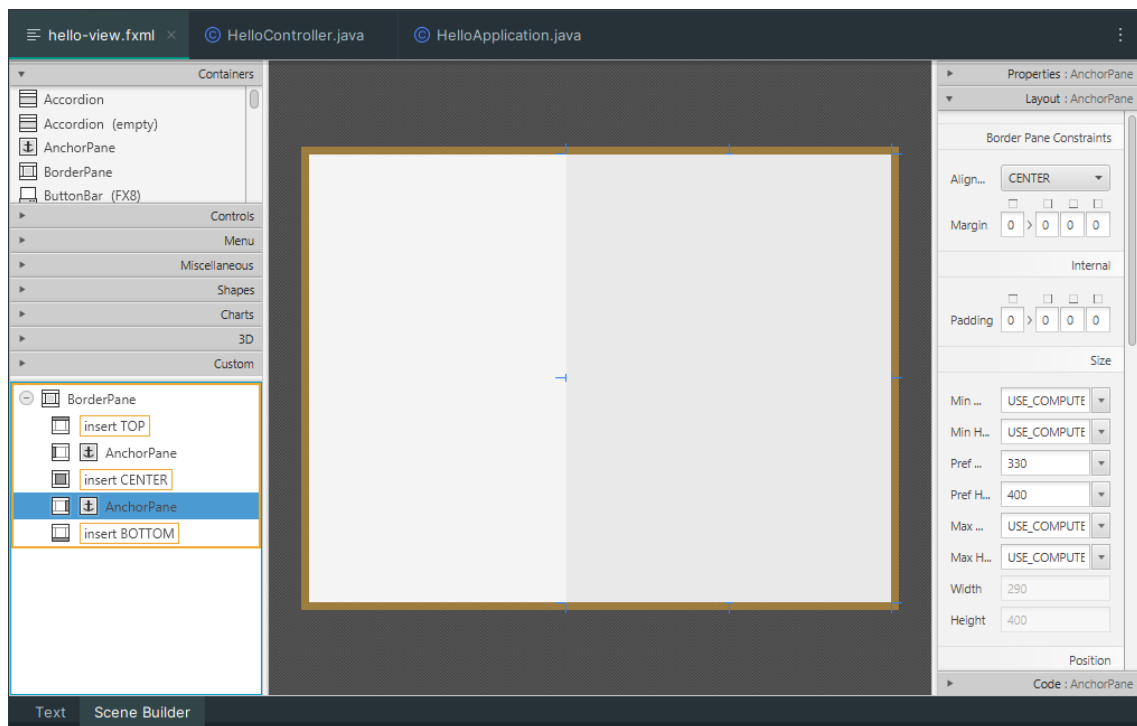 hello-view.fxml
HelloController.java
HelloApplication.java
Containers
Accordion
Accordion (empty)
AnchorPane
BorderPane
ButtonBar (FX8)
Controls
Menu
Miscellaneous
Shapes
Charts
3D
Custom
BorderPane
insert TOP
AnchorPane
insert CENTER
AnchorPane
insert BOTTOM
Properties : AnchorPane
Layout : AnchorPane
Border Pane Constraints
Align... CENTER
Margin 0 > 0 0 0
Internal
Padding 0 > 0 0 0
Size
Min ... USE_COMPUTE
Min H... USE_COMPUTE
Pref ... 330
Pref H... 400
Max ... USE_COMPUTE
Max H... USE_COMPUTE
Width 290
Height 400
Position
Code : AnchorPane
Text Scene Builder